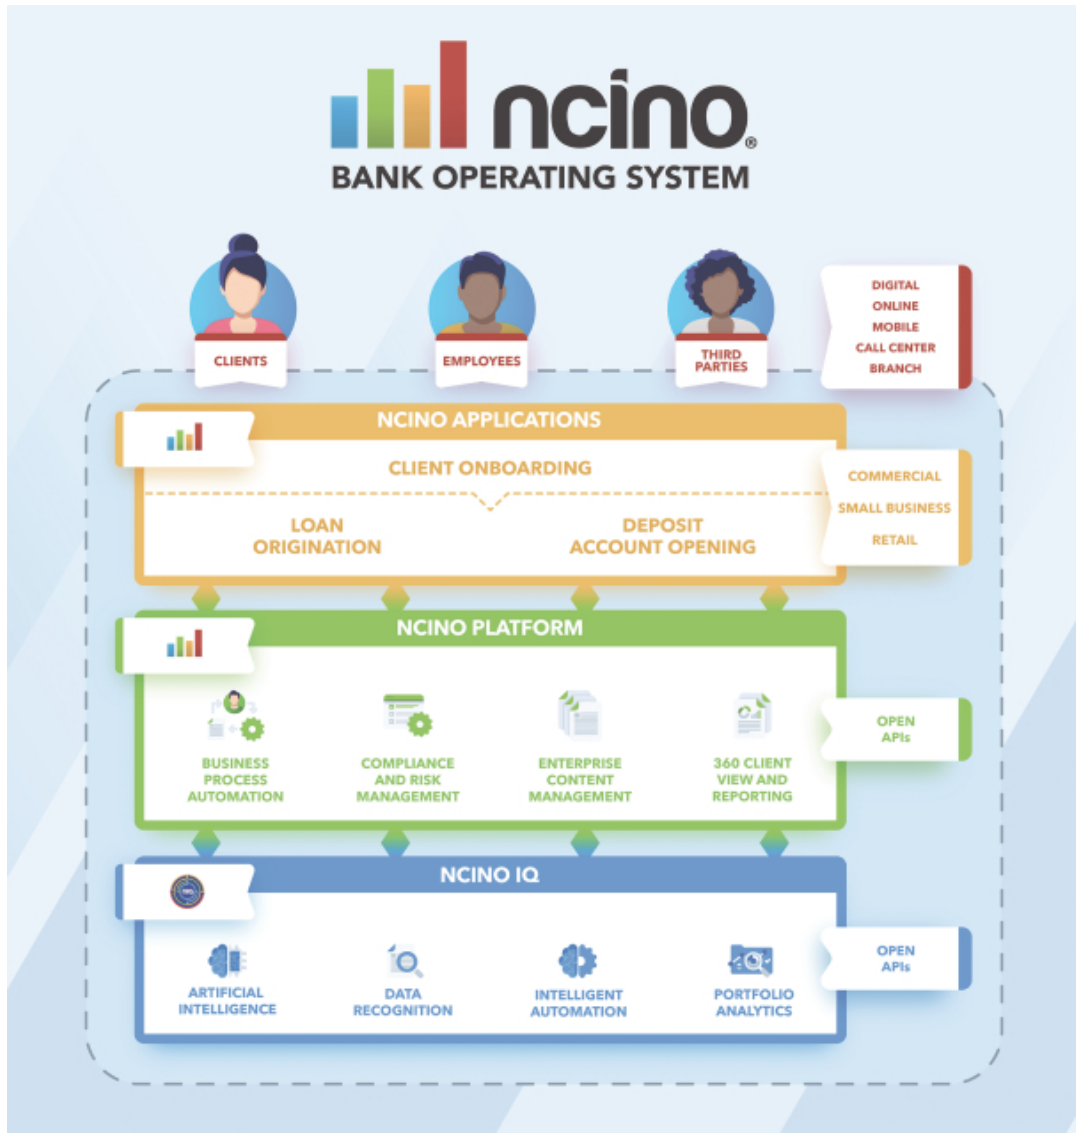 ncino®
BANK OPERATING SYSTEM
CLIENTS
EMPLOYEES
THIRD
PARTIES
DIGITAL
ONLINE
MOBILE
CALL CENTER
BRANCH
NCINO APPLICATIONS
CLIENT ONBOARDING
LOAN
ORIGINATION
DEPOSIT
ACCOUNT OPENING
COMMERCIAL
SMALL BUSINESS
RETAIL
NCINO PLATFORM
BUSINESS
PROCESS
AUTOMATION
COMPLIANCE
AND RISK
MANAGEMENT
ENTERPRISE
CONTENT
MANAGEMENT
360 CLIENT
VIEW AND
REPORTING
OPEN
APIs
NCINO IQ
ARTIFICIAL
INTELLIGENCE
DATA
RECOGNITION
INTELLIGENT
AUTOMATION
PORTFOLIO
ANALYTICS
OPEN
APIs